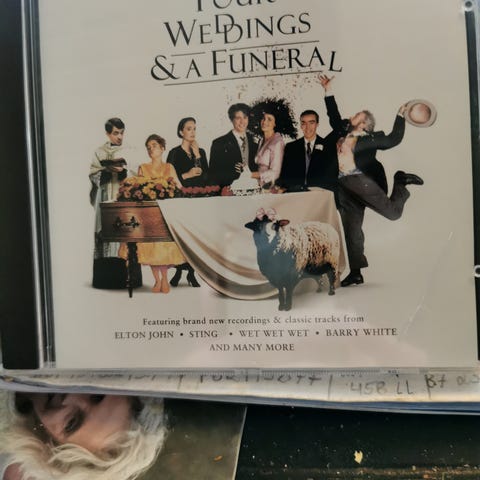 FOUR
WEDDINGS
& A FUNERAL
Featuring brand new recordings & classic tracks from
ELTON JOHN • STING • WET WET WET • BARRY WHITE
AND MANY MORE